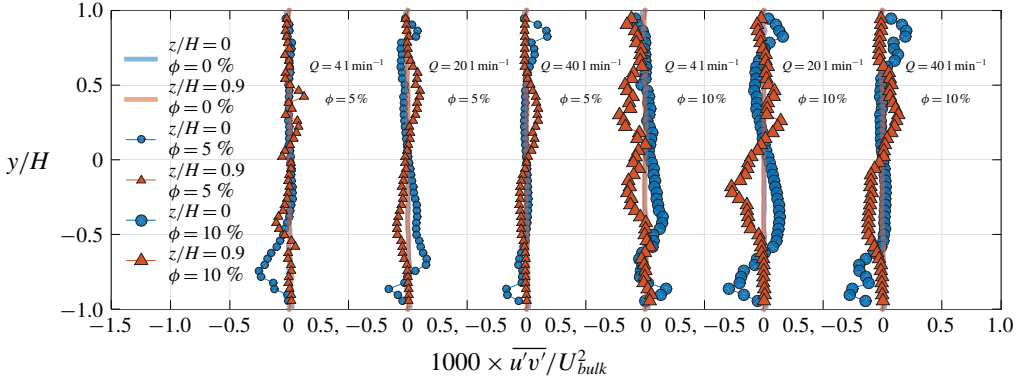 1.0
0.5
0
−0.5
−1.0
y/H
z/H = 0
ϕ = 0 %
z/H = 0.9
ϕ = 0 %
z/H = 0
ϕ = 5 %
z/H = 0.9
ϕ = 5 %
z/H = 0
ϕ = 10 %
z/H = 0.9
ϕ = 10 %
Q = 4 l min⁻¹
ϕ = 5 %
Q = 20 l min⁻¹
ϕ = 5 %
Q = 40 l min⁻¹
ϕ = 5 %
Q = 4 l min⁻¹
ϕ = 10 %
Q = 20 l min⁻¹
ϕ = 10 %
Q = 40 l min⁻¹
ϕ = 10 %
−1.5 −1.0 −0.5 0 0.5, −0.5 0 0.5, −0.5 0 0.5, −0.5 0 0.5, −0.5 0 0.5, −0.5 0 0.5 1.0
1000 × u′v′/U²bulk